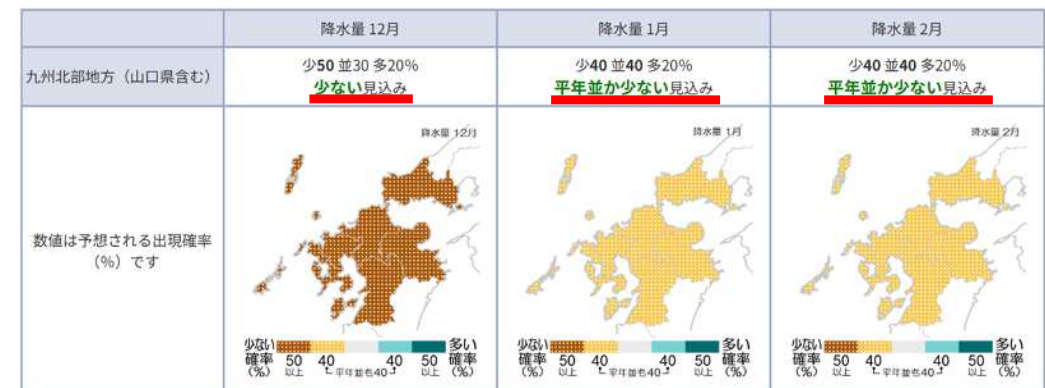 降水量 12月
降水量 1月
降水量 2月
九州北部地方（山口県含む）
少50 並30 多20%
少ない見込み
少40 並40 多20%
平年並か少ない見込み
少40 並40 多20%
平年並か少ない見込み
数値は予想される出現確率
（%）です
降水量 12月
少ない 多い
確率 50 40 40 50 確率
(%) 以上 平年並も40 以上 (%)
降水量 1月
少ない 多い
確率 50 40 40 50 確率
(%) 以上 平年並も40 以上 (%)
降水量 2月
少ない 多い
確率 50 40 40 50 確率
(%) 以上 平年並も40 以上 (%)